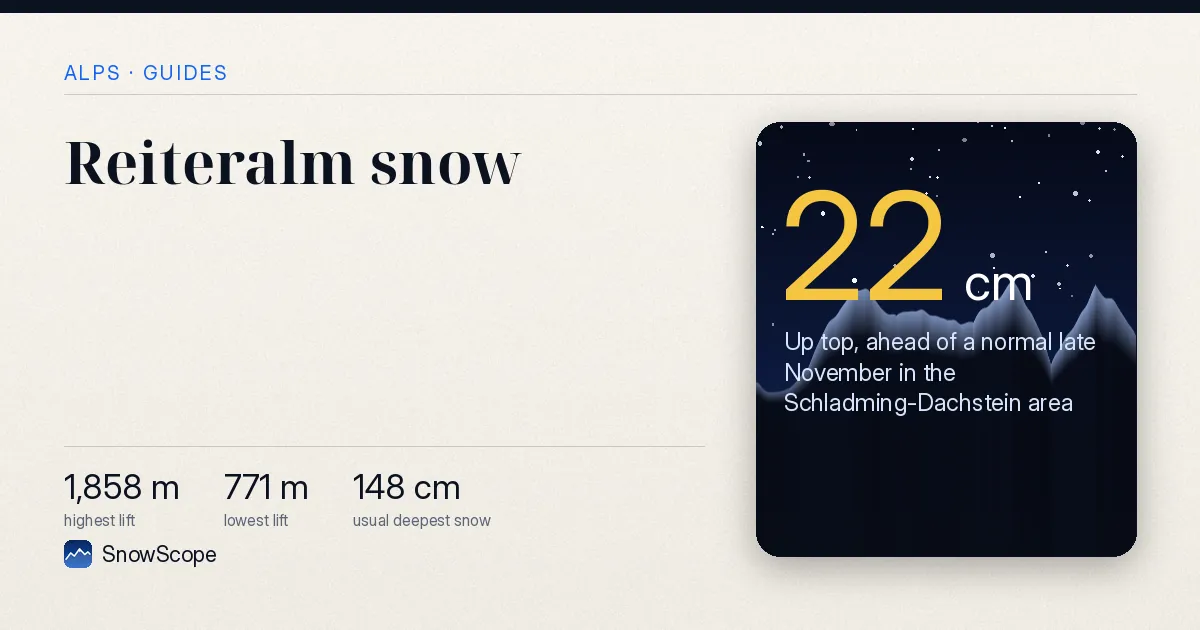 ALPS · GUIDES
Reiteralm snow
22 cm
Up top, ahead of a normal late
November in the
Schladming-Dachstein area
1,858 m
highest lift
771 m
lowest lift
148 cm
usual deepest snow
SnowScope